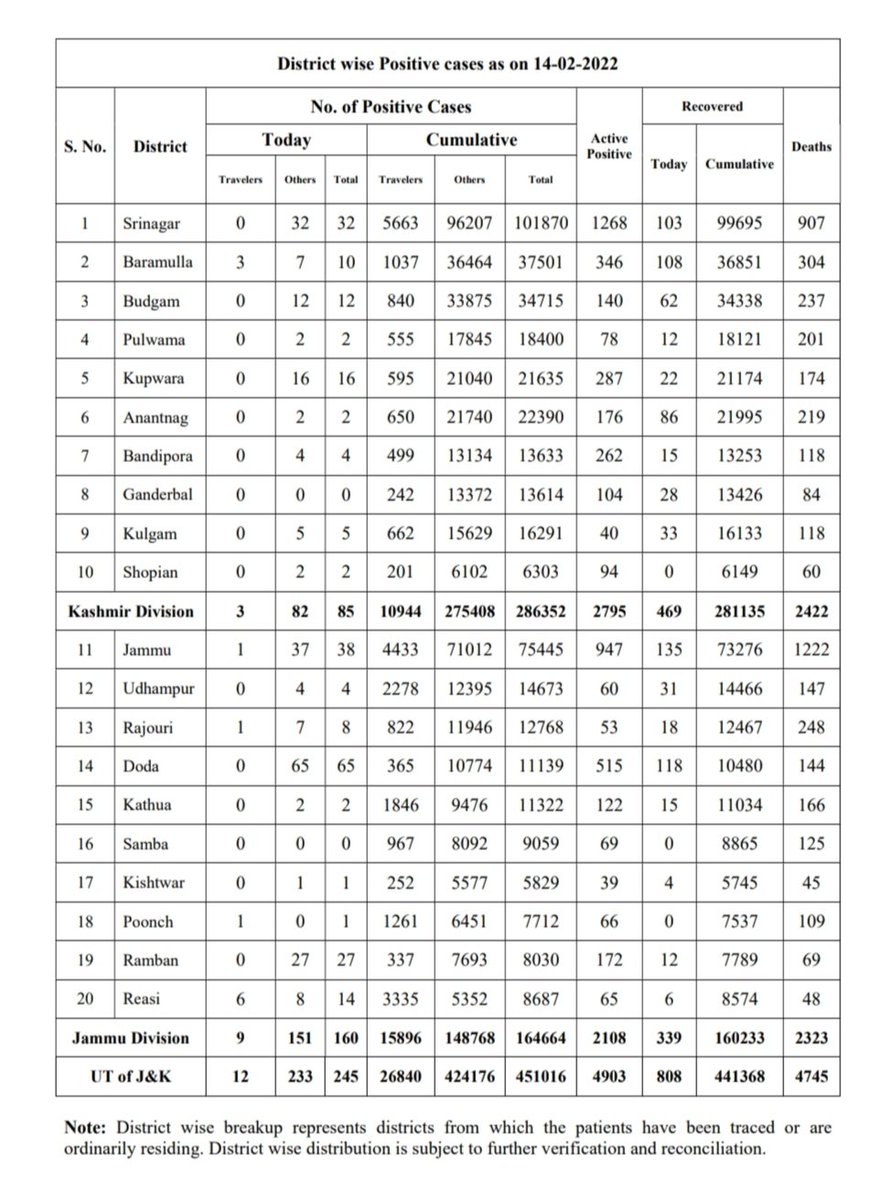 District wise Positive cases as on 14-02-2022
S. No. District No. of Positive Cases Active Positive Recovered Deaths
Today Cumulative Today Cumulative
Travelers Others Total Travelers Others Total
1 Srinagar 0 32 32 5663 96207 101870 1268 103 99695 907
2 Baramulla 3 7 10 1037 36464 37501 346 108 36851 304
3 Budgam 0 12 12 840 33875 34715 140 62 34338 237
4 Pulwama 0 2 2 555 17845 18400 78 12 18121 201
5 Kupwara 0 16 16 595 21040 21635 287 22 21174 174
6 Anantnag 0 2 2 650 21740 22390 176 86 21995 219
7 Bandipora 0 4 4 499 13134 13633 262 15 13253 118
8 Ganderbal 0 0 0 242 13372 13614 104 28 13426 84
9 Kulgam 0 5 5 662 15629 16291 40 33 16133 118
10 Shopian 0 2 2 201 6102 6303 94 0 6149 60
Kashmir Division 3 82 85 10944 275408 286352 2795 469 281135 2422
11 Jammu 1 37 38 4433 71012 75445 947 135 73276 1222
12 Udhampur 0 4 4 2278 12395 14673 60 31 14466 147
13 Rajouri 1 7 8 822 11946 12768 53 18 12467 248
14 Doda 0 65 65 365 10774 11139 515 118 10480 144
15 Kathua 0 2 2 1846 9476 11322 122 15 11034 166
16 Samba 0 0 0 967 8092 9059 69 0 8865 125
17 Kishtwar 0 1 1 252 5577 5829 39 4 5745 45
18 Poonch 1 0 1 1261 6451 7712 66 0 7537 109
19 Ramban 0 27 27 337 7693 8030 172 12 7789 69
20 Reasi 6 8 14 3335 5352 8687 65 6 8574 48
Jammu Division 9 151 160 15896 148768 164664 2108 339 160233 2323
UT of J&K 12 233 245 26840 424176 451016 4903 808 441368 4745
Note: District wise breakup represents districts from which the patients have been traced or are
ordinarily residing. District wise distribution is subject to further verification and reconciliation.